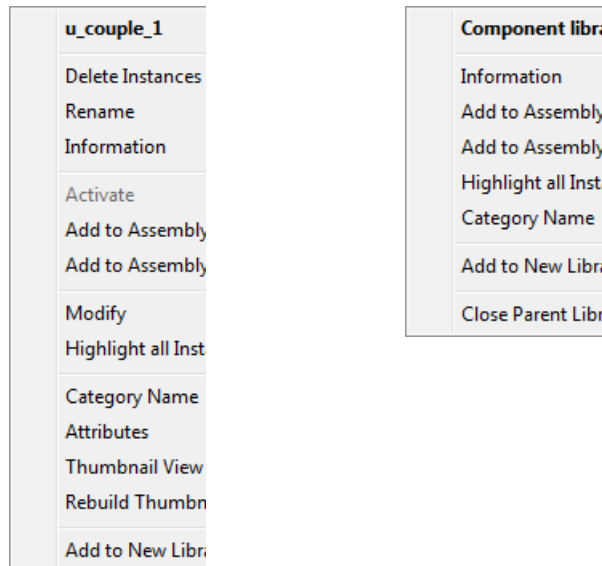 u_couple_1
Delete Instances
Rename
Information
Activate
Add to Assembly
Add to Assembly
Modify
Highlight all Inst
Category Name
Attributes
Thumbnail View
Rebuild Thumbn
Add to New Libra
Component libra
Information
Add to Assembly
Add to Assembly
Highlight all Inst
Category Name
Add to New Libra
Close Parent Libr